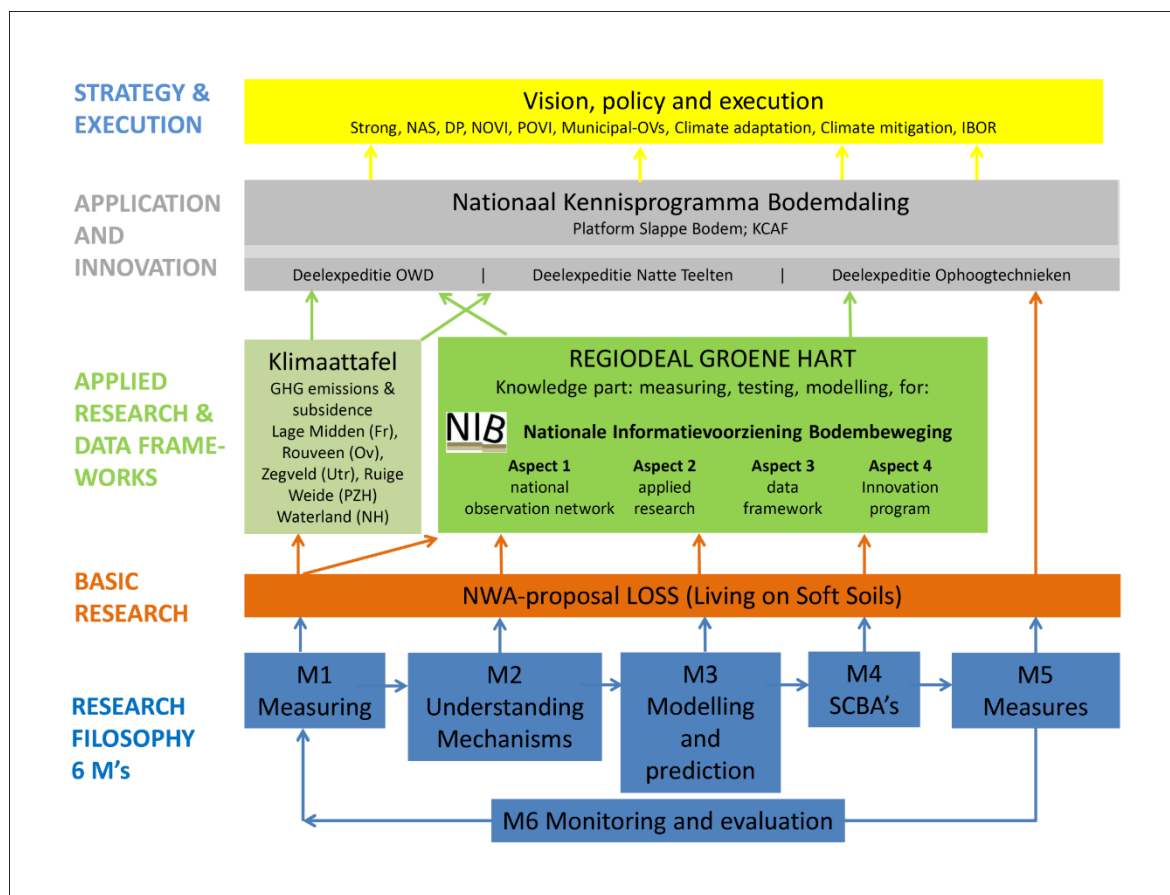 STRATEGY &
EXECUTION
Vision, policy and execution
Strong, NAS, DP, NOVI, POVI, Municipal-OVs, Climate adaptation, Climate mitigation, IBOR
APPLICATION
AND
INNOVATION
Nationaal Kennisprogramma Bodemdaling
Platform Slappe Bodem; KCAF
Deelexpeditie OWD | Deelexpeditie Natte Teelten | Deelexpeditie Ophoogtechnieken
APPLIED
RESEARCH &
DATA FRAME-
WORKS
Klimaattafel
GHG emissions &
subsidence
Lage Midden (Fr),
Rouveen (Ov),
Zegveld (Utr), Ruige
Weide (PZH)
Waterland (NH)
REGIODEAL GROENE HART
Knowledge part: measuring, testing, modelling, for:
NIB
Nationale Informatievoorziening Bodembeweging
Aspect 1
national
observation network
Aspect 2
applied
research
Aspect 3
data
framework
Aspect 4
Innovation
program
BASIC
RESEARCH
NWA-proposal LOSS (Living on Soft Soils)
RESEARCH
FILOSOPHY
6 M's
M1
Measuring
M2
Understanding
Mechanisms
M3
Modelling
and
prediction
M4
SCBA's
M5
Measures
M6 Monitoring and evaluation